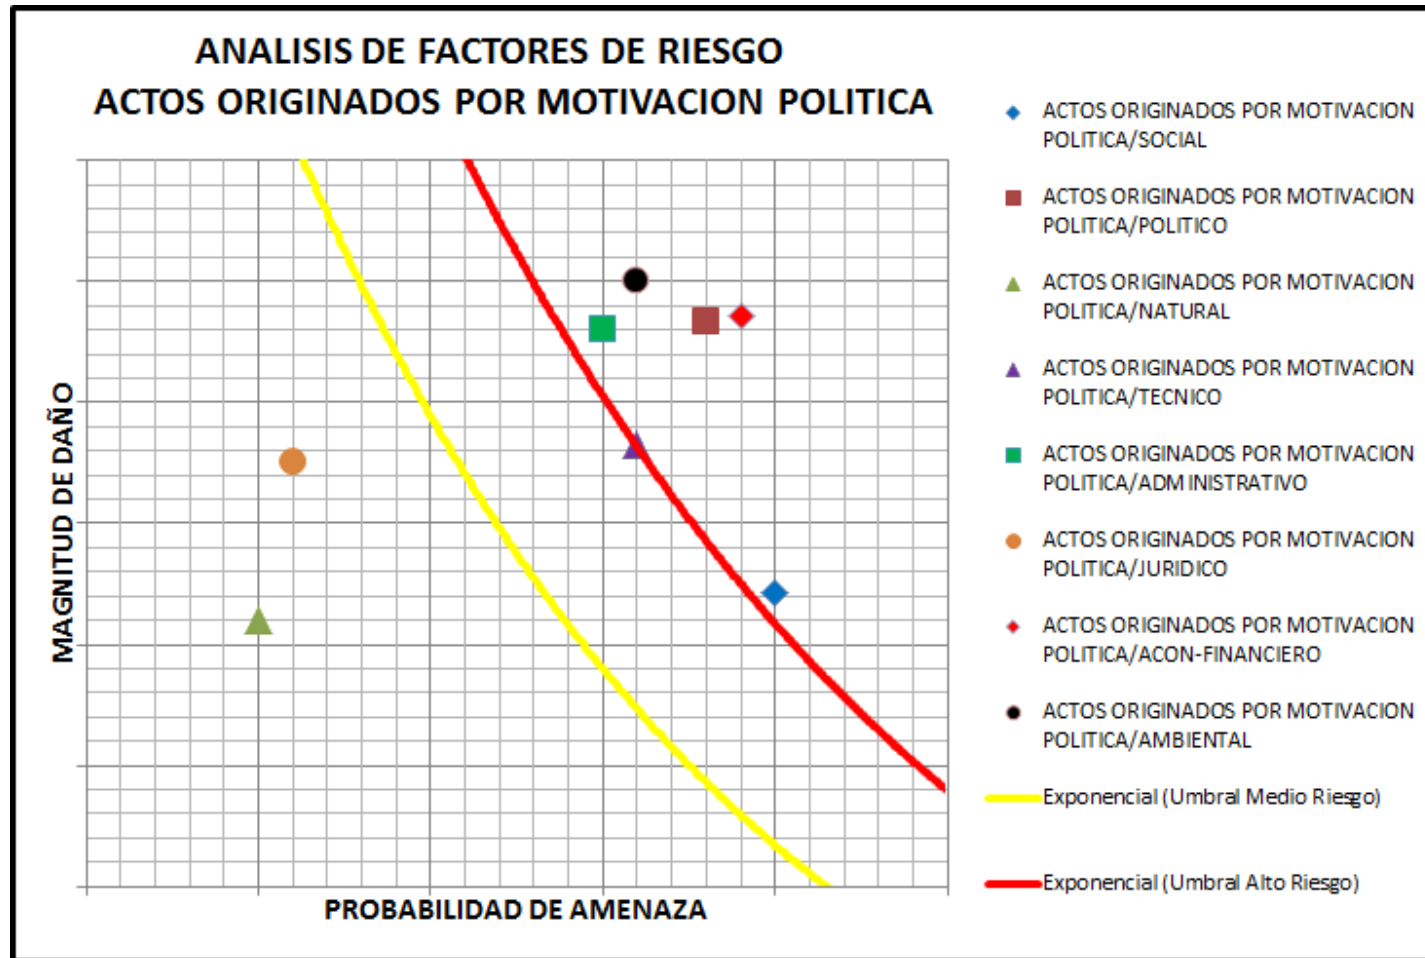 ANALISIS DE FACTORES DE RIESGO
ACTOS ORIGINADOS POR MOTIVACION POLITICA
MAGNITUD DE DAÑO
PROBABILIDAD DE AMENAZA
ACTOS ORIGINADOS POR MOTIVACION
POLITICA/SOCIAL
ACTOS ORIGINADOS POR MOTIVACION
POLITICA/POLITICO
ACTOS ORIGINADOS POR MOTIVACION
POLITICA/NATURAL
ACTOS ORIGINADOS POR MOTIVACION
POLITICA/TECNICO
ACTOS ORIGINADOS POR MOTIVACION
POLITICA/ADMINISTRATIVO
ACTOS ORIGINADOS POR MOTIVACION
POLITICA/JURIDICO
ACTOS ORIGINADOS POR MOTIVACION
POLITICA/ACON-FINANCIERO
ACTOS ORIGINADOS POR MOTIVACION
POLITICA/AMBIENTAL
Exponencial (Umbral Medio Riesgo)
Exponencial (Umbral Alto Riesgo)